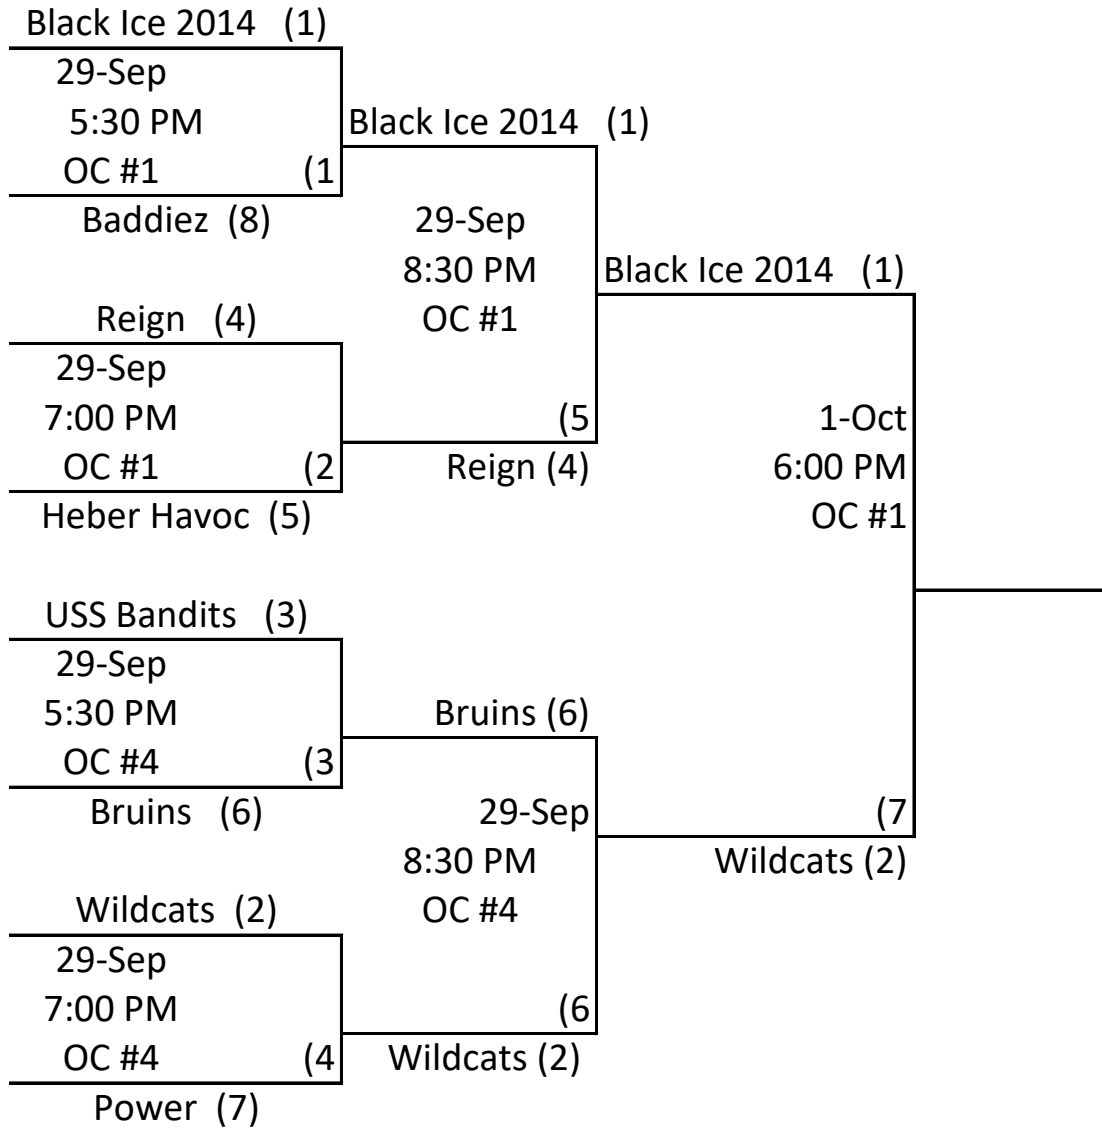 Black Ice 2014 (1)
29-Sep
5:30 PM
OC #1 (1
Baddiez (8)
Reign (4)
29-Sep
7:00 PM
OC #1 (2
Heber Havoc (5)
USS Bandits (3)
29-Sep
5:30 PM
OC #4 (3
Bruins (6)
Wildcats (2)
29-Sep
7:00 PM
OC #4 (4
Power (7)
Black Ice 2014 (1)
29-Sep
8:30 PM
OC #1
(5
Reign (4)
Bruins (6)
29-Sep
8:30 PM
OC #4
(6
Wildcats (2)
Black Ice 2014 (1)
1-Oct
6:00 PM
OC #1
(7
Wildcats (2)